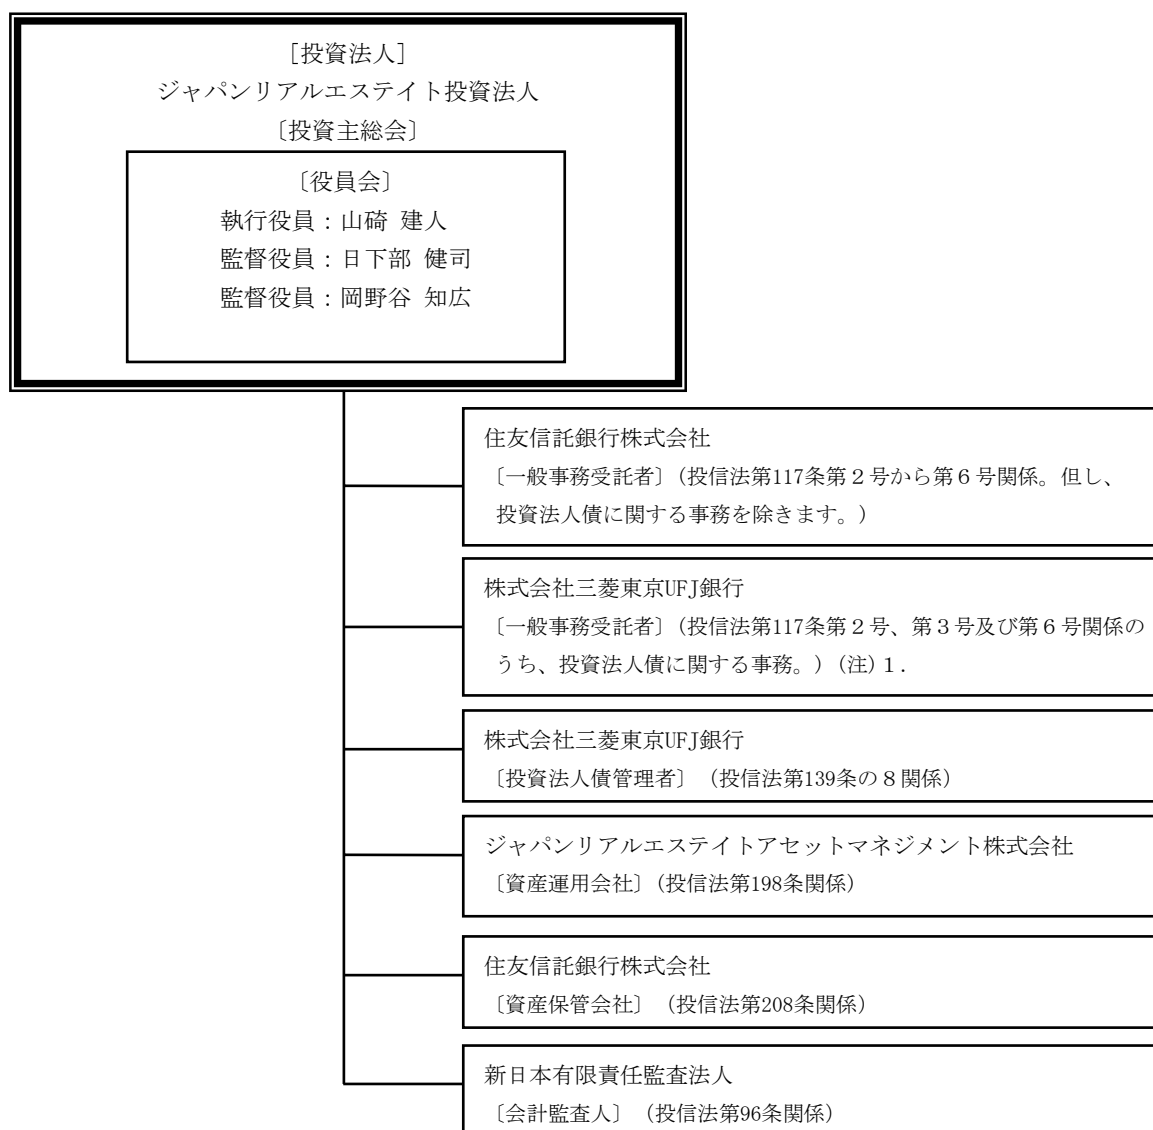 ［投資法人］
ジャパンリアルエステイト投資法人
〔投資主総会〕
〔役員会〕
執行役員：山碕 建人
監督役員：日下部 健司
監督役員：岡野谷 知広
住友信託銀行株式会社
〔一般事務受託者〕（投信法第117条第２号から第６号関係。但し、
投資法人債に関する事務を除きます。）
株式会社三菱東京UFJ銀行
〔一般事務受託者〕（投信法第117条第２号、第３号及び第６号関係の
うち、投資法人債に関する事務。）（注）１．
株式会社三菱東京UFJ銀行
〔投資法人債管理者〕（投信法第139条の８関係）
ジャパンリアルエステイトアセットマネジメント株式会社
〔資産運用会社〕（投信法第198条関係）
住友信託銀行株式会社
〔資産保管会社〕（投信法第208条関係）
新日本有限責任監査法人
〔会計監査人〕（投信法第96条関係）